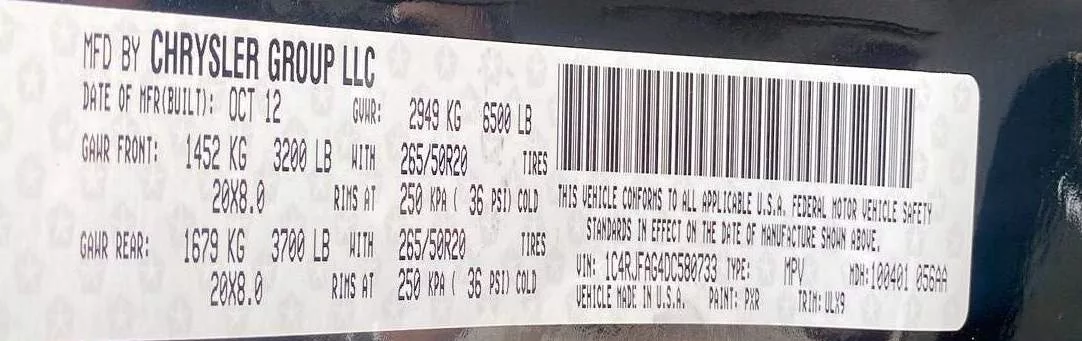 MFD BY CHRYSLER GROUP LLC
DATE OF MFR(BUILT): OCT 12 GVWR: 2949 KG 6500 LB
GAWR FRONT: 1452 KG 3200 LB WITH 265/50R20 TIRES
20X8.0 RIMS AT 250 KPA ( 36 PSI) COLD
GAWR REAR: 1679 KG 3700 LB WITH 265/50R20 TIRES
20X8.0 RIMS AT 250 KPA ( 36 PSI) COLD
THIS VEHICLE CONFORMS TO ALL APPLICABLE U.S.A. FEDERAL MOTOR VEHICLE SAFETY
STANDARDS IN EFFECT ON THE DATE OF MANUFACTURE SHOWN ABOVE.
VIN: 1C4RJFAG4DC580733 TYPE: MPV MDH:100401 056AA
VEHICLE MADE IN U.S.A. PAINT: PXR TRIM: ULX9